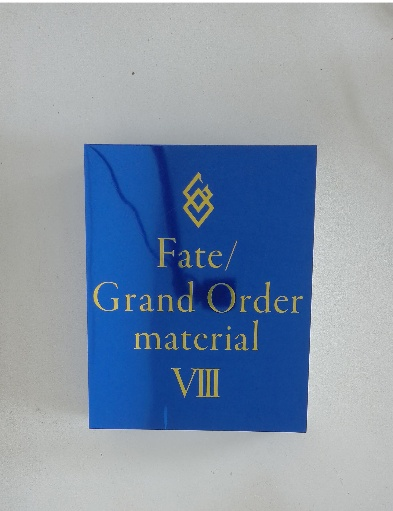 Fate/
Grand Order
material
VIII